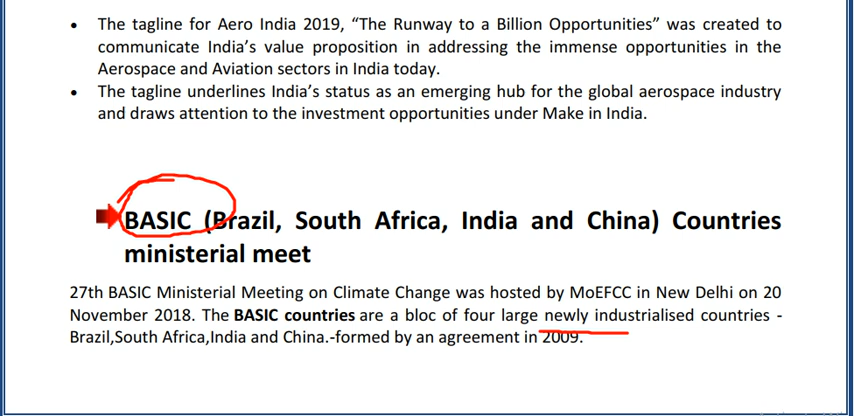 • The tagline for Aero India 2019, “The Runway to a Billion Opportunities” was created to
communicate India’s value proposition in addressing the immense opportunities in the
Aerospace and Aviation sectors in India today.
• The tagline underlines India’s status as an emerging hub for the global aerospace industry
and draws attention to the investment opportunities under Make in India.
BASIC (Brazil, South Africa, India and China) Countries
ministerial meet
27th BASIC Ministerial Meeting on Climate Change was hosted by MoEFCC in New Delhi on 20
November 2018. The BASIC countries are a bloc of four large newly industrialised countries -
Brazil,South Africa,India and China.-formed by an agreement in 2009.